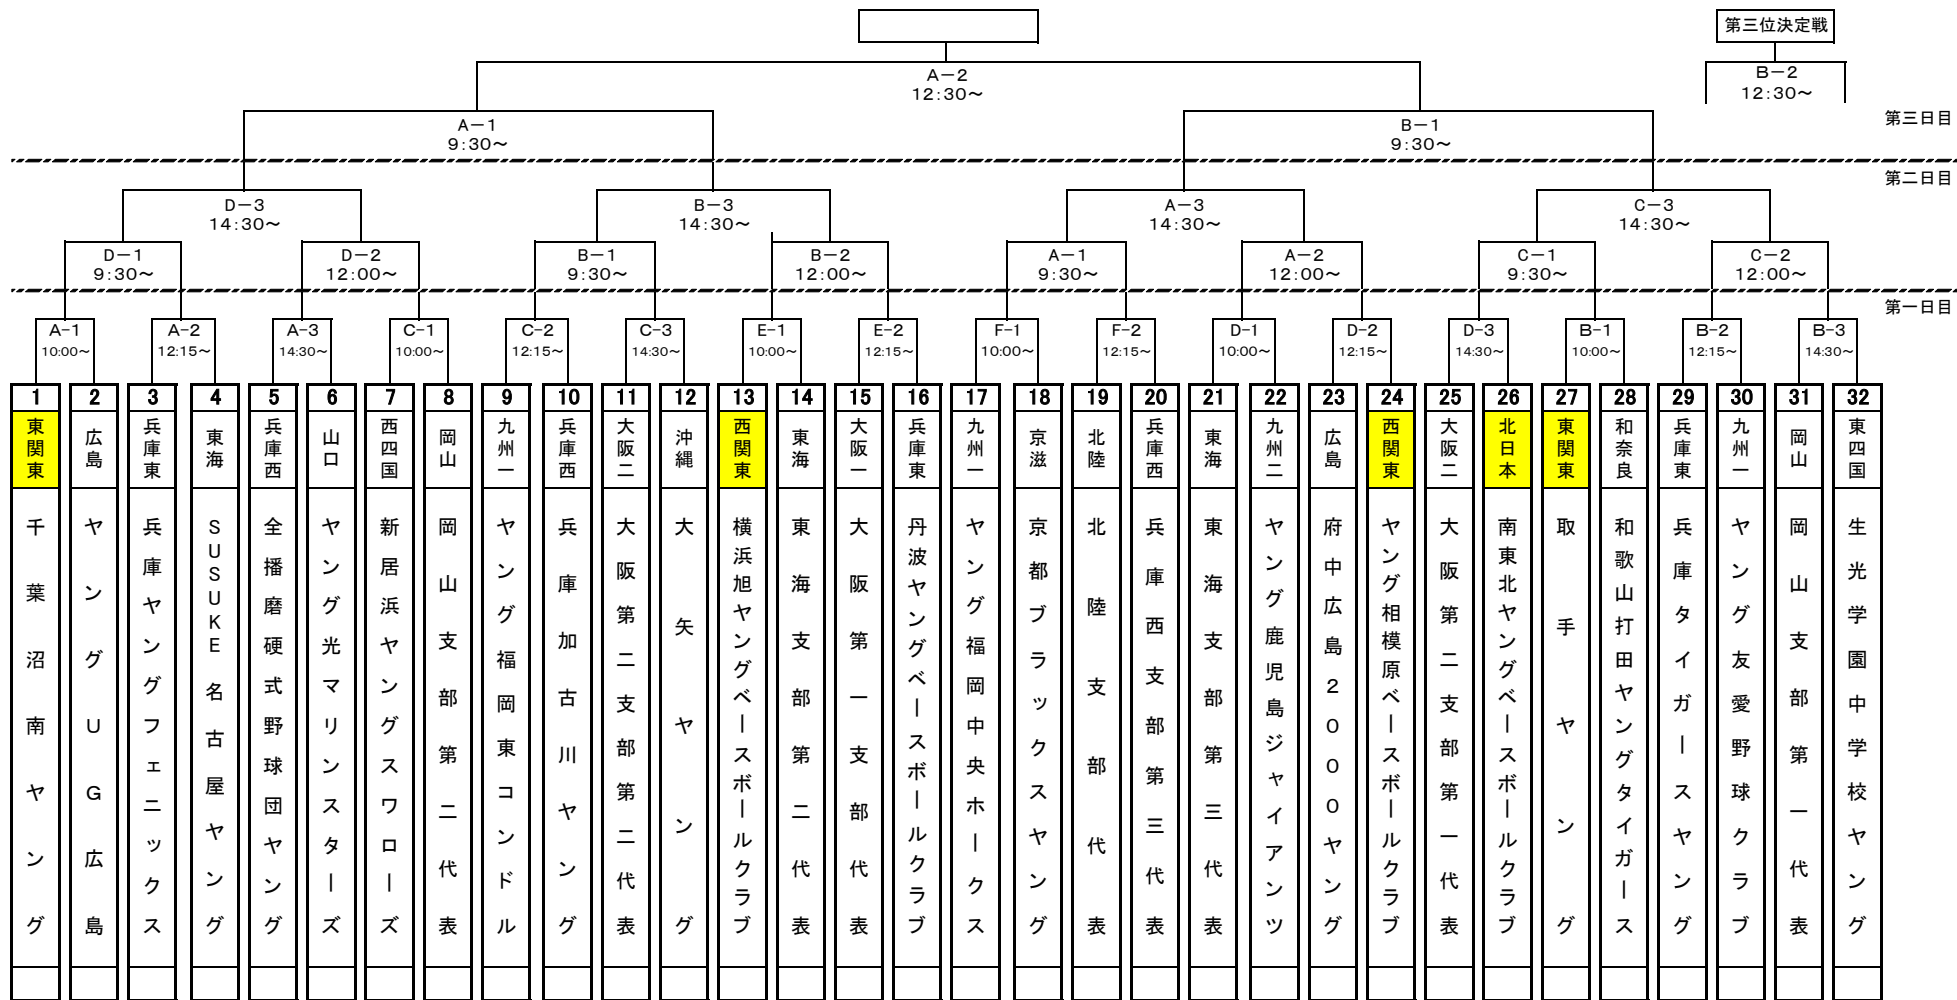 第三位決定戦
A－2
12:30～
B－2
12:30～
第三日目
A－1
9:30～
B－1
9:30～
第二日目
D－3
14:30～
B－3
14:30～
A－3
14:30～
C－3
14:30～
D－1
9:30～
D－2
12:00～
B－1
9:30～
B－2
12:00～
A－1
9:30～
A－2
12:00～
C－1
9:30～
C－2
12:00～
第一日目
A-1
10:00～
A-2
12:15～
A-3
14:30～
C-1
10:00～
C-2
12:15～
C-3
14:30～
E-1
10:00～
E-2
12:15～
F-1
10:00～
F-2
12:15～
D-1
10:00～
D-2
12:15～
D-3
14:30～
B-1
10:00～
B-2
12:15～
B-3
14:30～
1
東関東
千葉沼南ヤング
2
広島
ヤングUG広島
3
兵庫東
兵庫ヤングフェニックス
4
東海
SUSUKE名古屋ヤング
5
兵庫西
全播磨硬式野球団ヤング
6
山口
ヤング光マリンスターズ
7
西四国
新居浜ヤングスワローズ
8
岡山
岡山支部第二代表
9
九州一
ヤング福岡東コンドル
10
兵庫西
兵庫加古川ヤング
11
大阪二
大阪第二支部第二代表
12
沖縄
大矢ヤング
13
西関東
横浜旭ヤングベースボールクラブ
14
東海
東海支部第二代表
15
大阪一
大阪第一支部代表
16
兵庫東
丹波ヤングベースボールクラブ
17
九州一
ヤング福岡中央ホークス
18
京滋
京都ブラックスヤング
19
北陸
北陸支部代表
20
兵庫西
兵庫西支部第三代表
21
東海
東海支部第三代表
22
九州二
ヤング鹿児島ジャイアンツ
23
広島
府中広島2000ヤング
24
西関東
ヤング相模原ベースボールクラブ
25
大阪二
大阪第二支部第一代表
26
北日本
南東北ヤングベースボールクラブ
27
東関東
取手ヤング
28
和奈良
和歌山打田ヤングタイガース
29
兵庫東
兵庫タイガースヤング
30
九州一
ヤング友愛野球クラブ
31
岡山
岡山支部第一代表
32
東四国
生光学園中学校ヤング